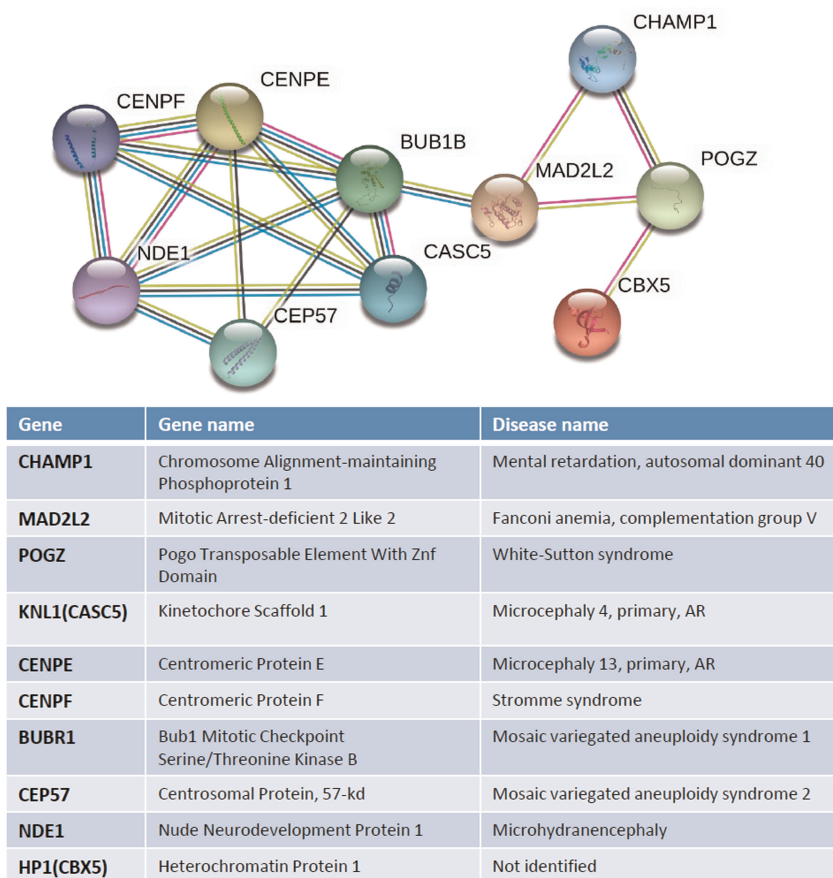 CHAMP1
CENPE
CENPF
BUB1B
MAD2L2
POGZ
NDE1
CASC5
CBX5
CEP57
Gene Gene name Disease name
CHAMP1 Chromosome Alignment-maintaining Mental retardation, autosomal dominant 40
Phosphoprotein 1
MAD2L2 Mitotic Arrest-deficient 2 Like 2 Fanconi anemia, complementation group V
POGZ Pogo Transposable Element With Znf White-Sutton syndrome
Domain
KNL1(CASC5) Kinetochore Scaffold 1 Microcephaly 4, primary, AR
CENPE Centromeric Protein E Microcephaly 13, primary, AR
CENPF Centromeric Protein F Stromme syndrome
BUBR1 Bub1 Mitotic Checkpoint Mosaic variegated aneuploidy syndrome 1
Serine/Threonine Kinase B
CEP57 Centrosomal Protein, 57-kd Mosaic variegated aneuploidy syndrome 2
NDE1 Nude Neurodevelopment Protein 1 Microhydranencephaly
HP1(CBX5) Heterochromatin Protein 1 Not identified